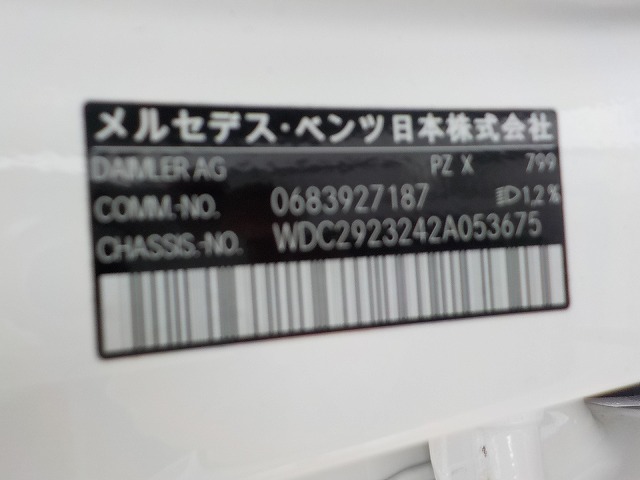 メルセデス・ベンツ日本株式会社
DAIMLER AG PZ X 799
COMM.-NO. 0683927187 1,2%
CHASSIS.-NO. WDC2923242A053675